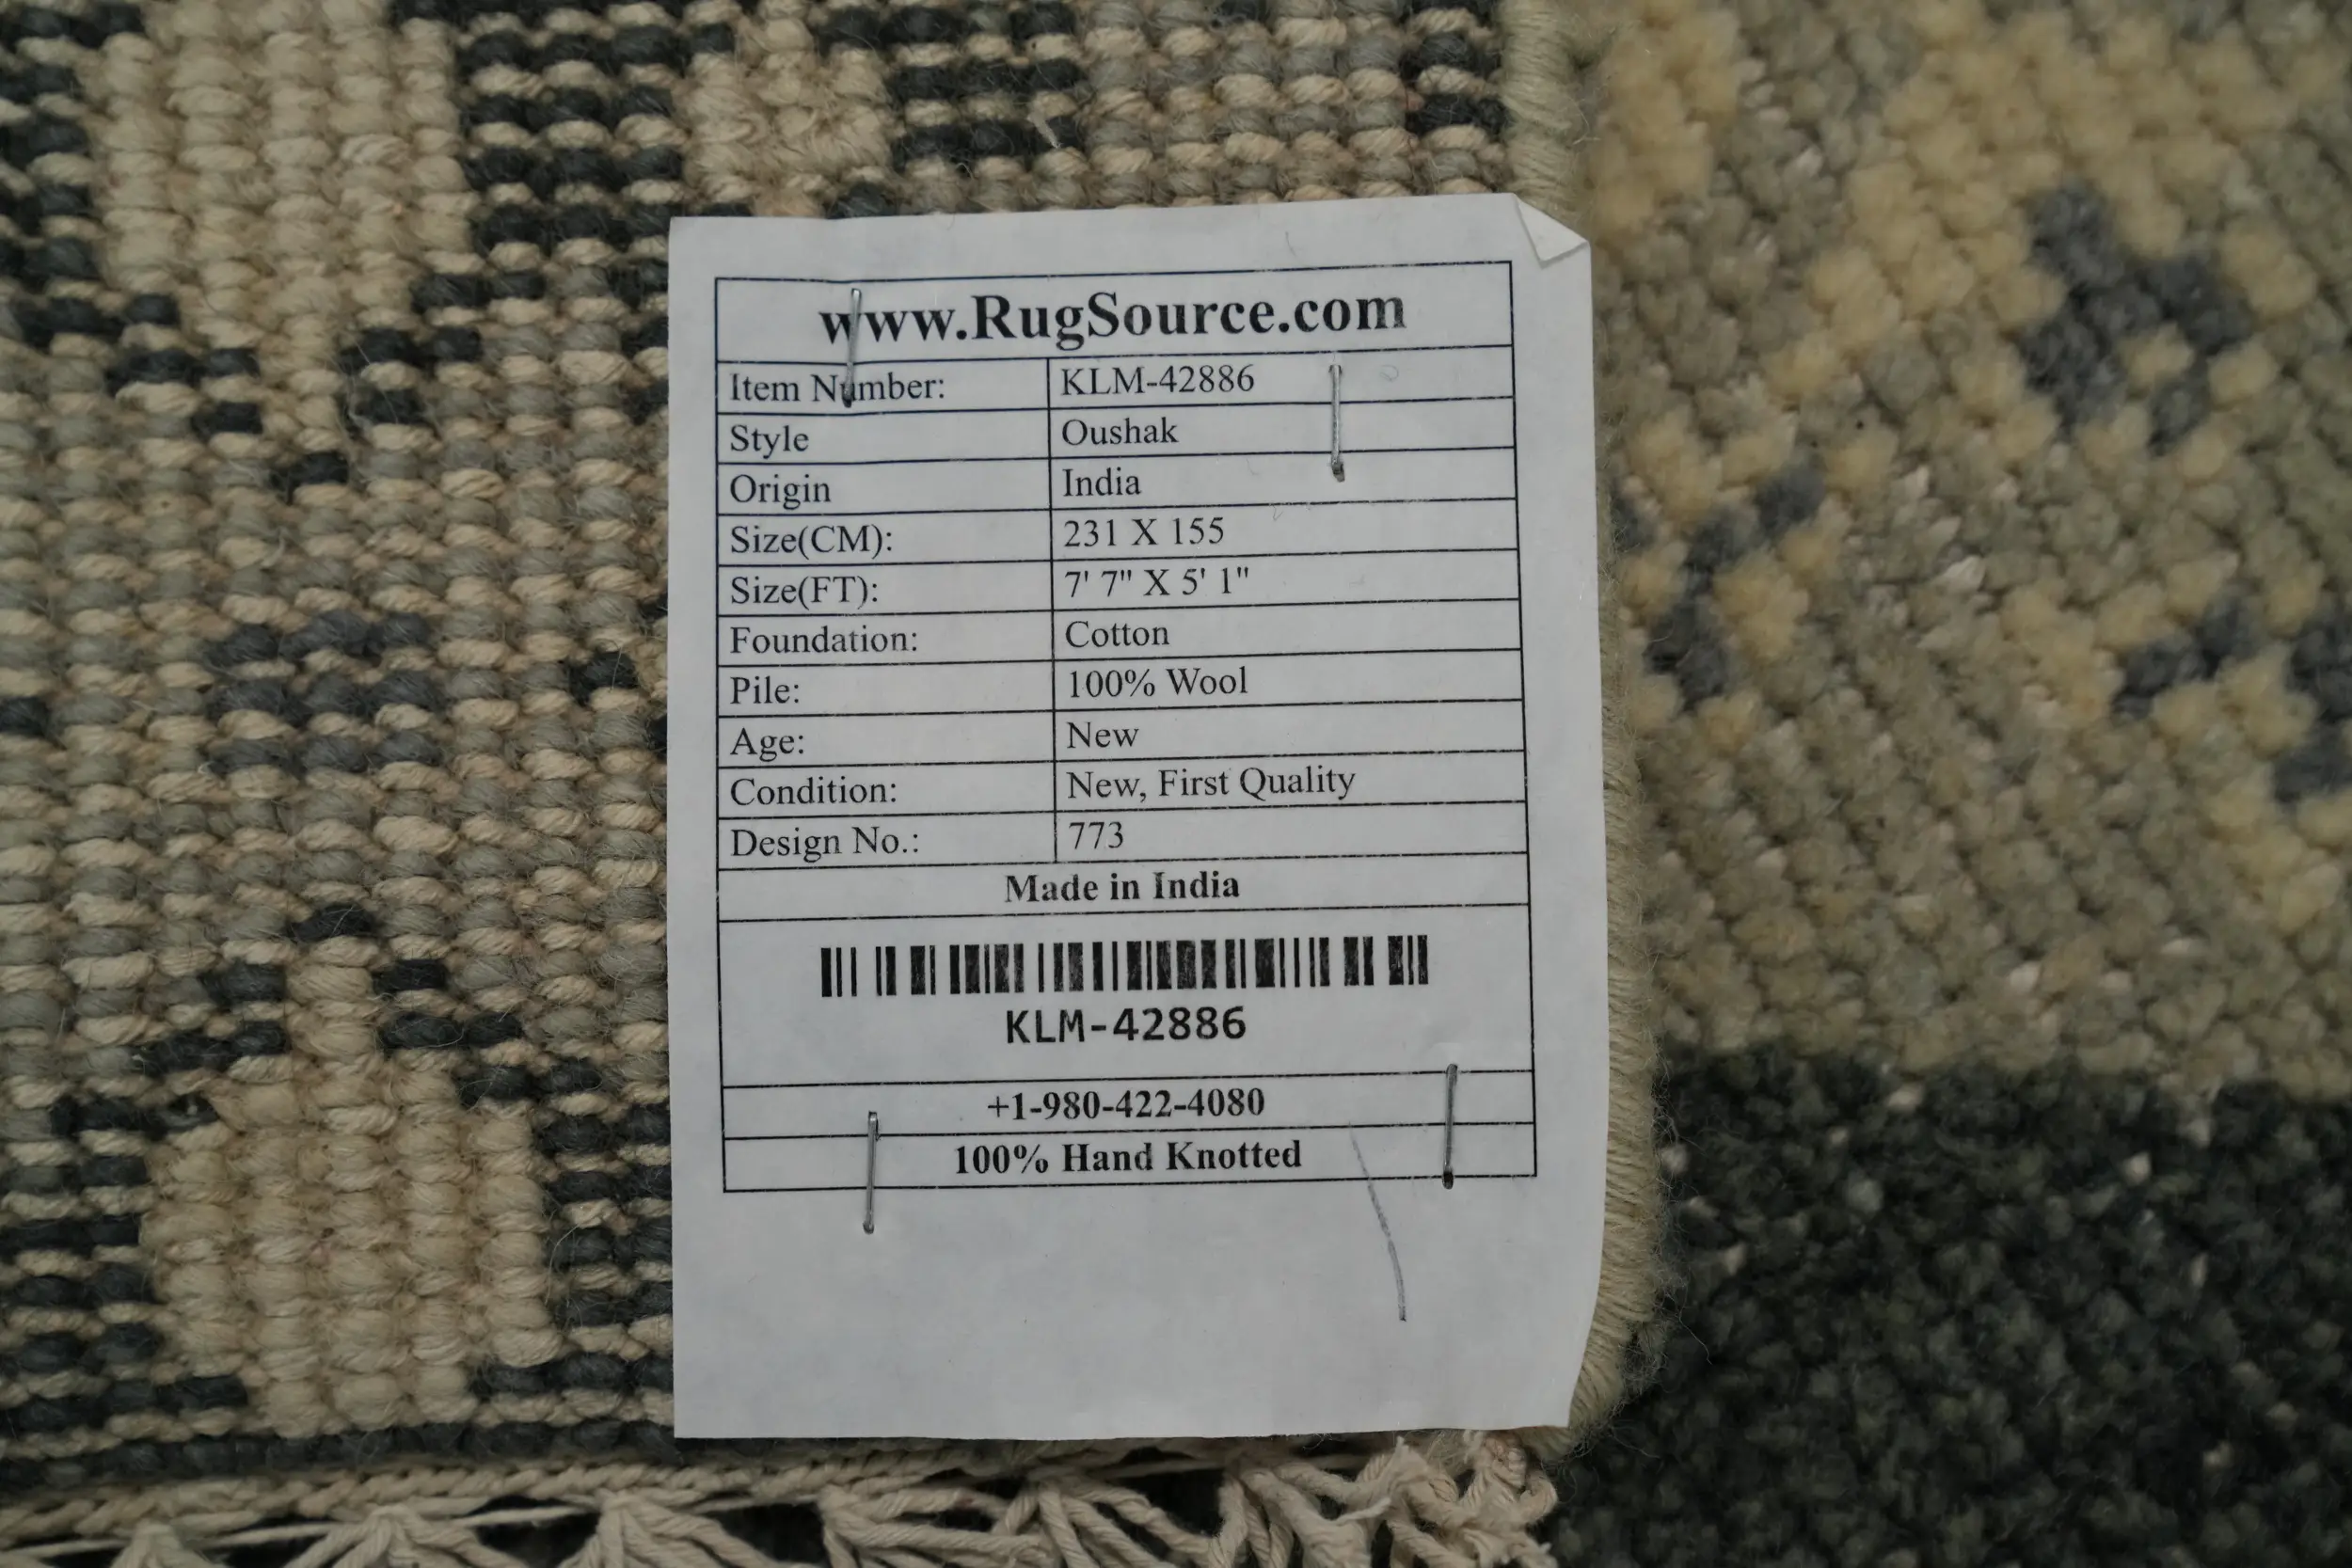 www.RugSource.com
Item Number: KLM-42886
Style Oushak
Origin India
Size(CM): 231 X 155
Size(FT): 7' 7" X 5' 1"
Foundation: Cotton
Pile: 100% Wool
Age: New
Condition: New, First Quality
Design No.: 773
Made in India
KLM-42886
+1-980-422-4080
100% Hand Knotted